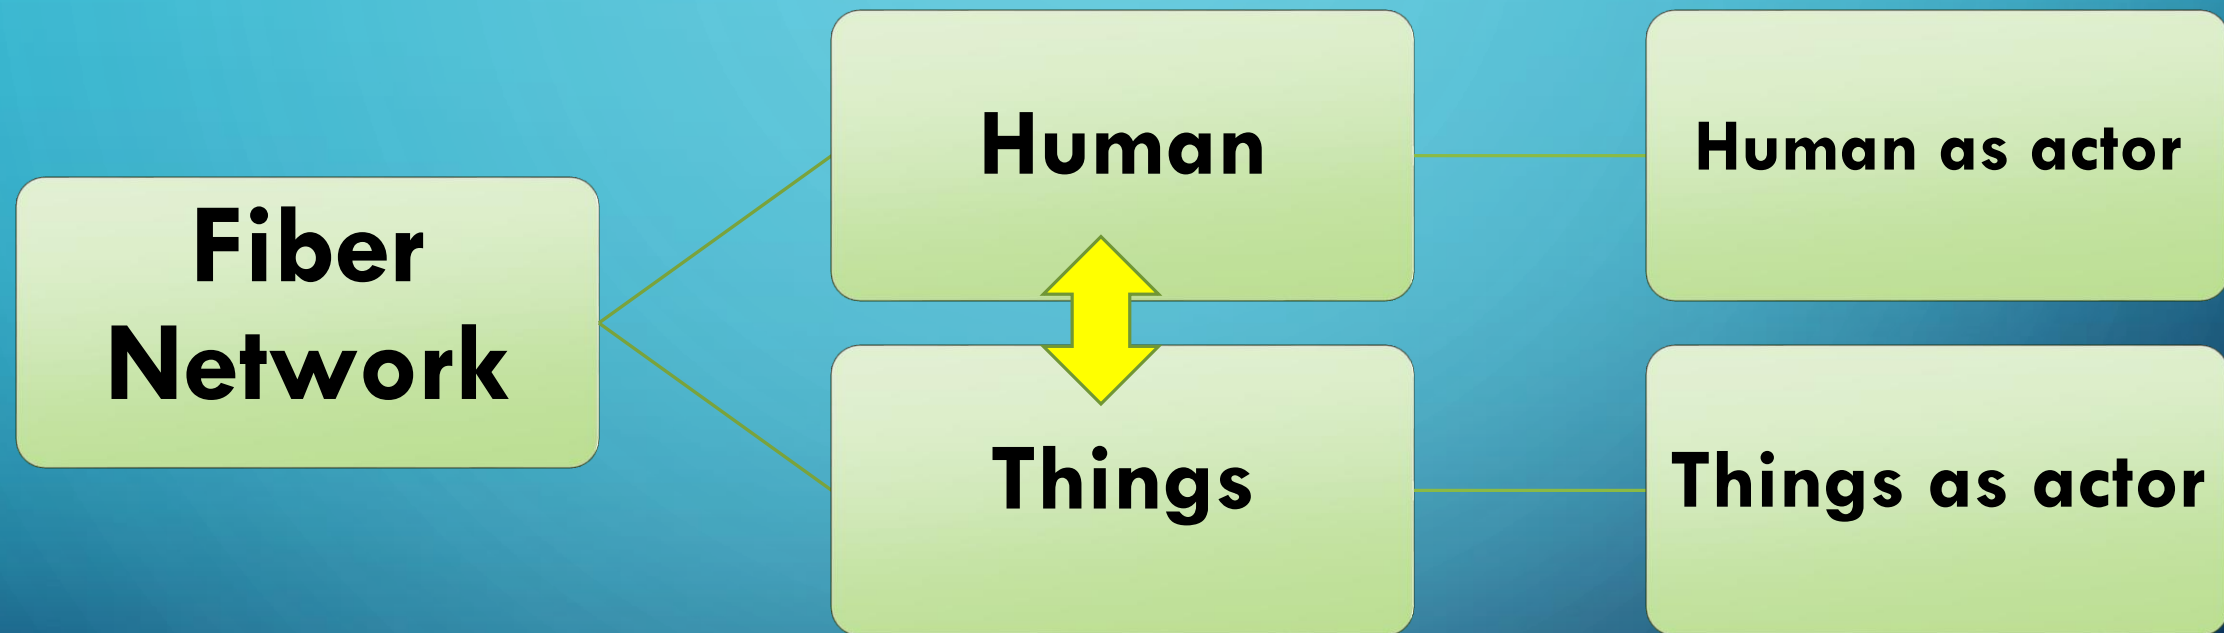 Fiber
Network
Human
Human as actor
Things
Things as actor